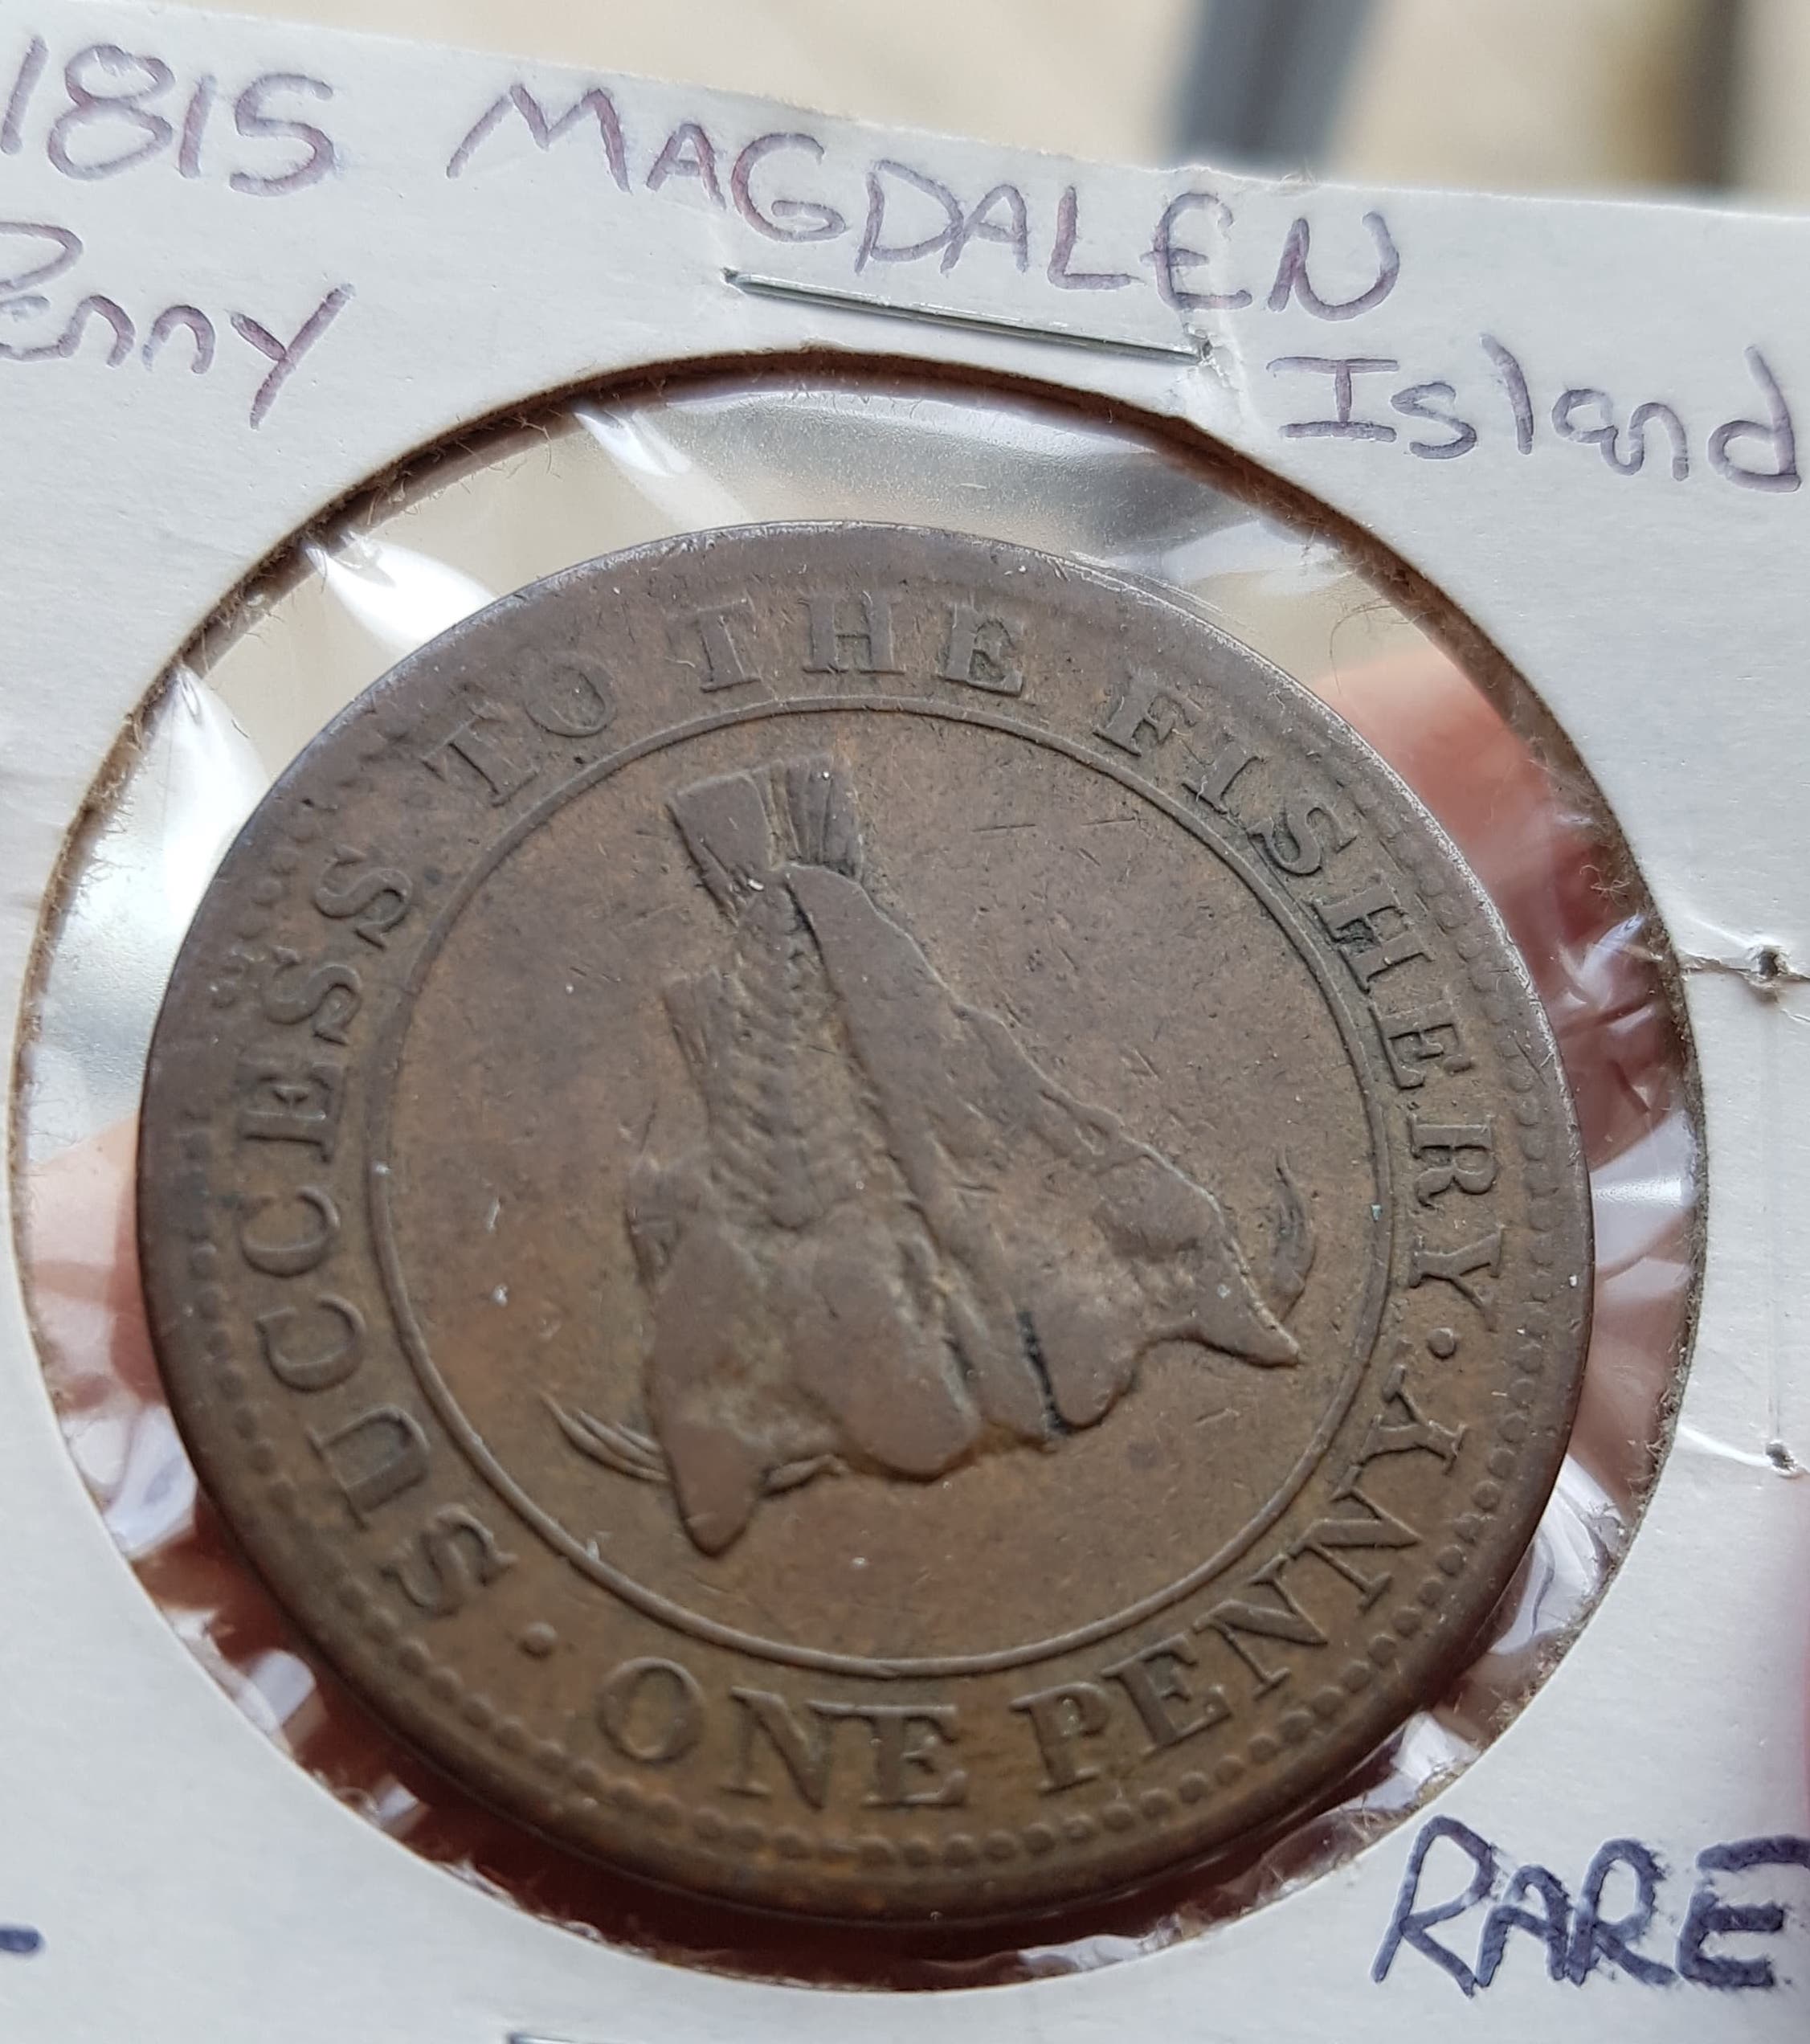 1815 MAGDALEN
Penny
Island
SUCCESS TO THE FISHERY · ONE PENNY ·
RARE